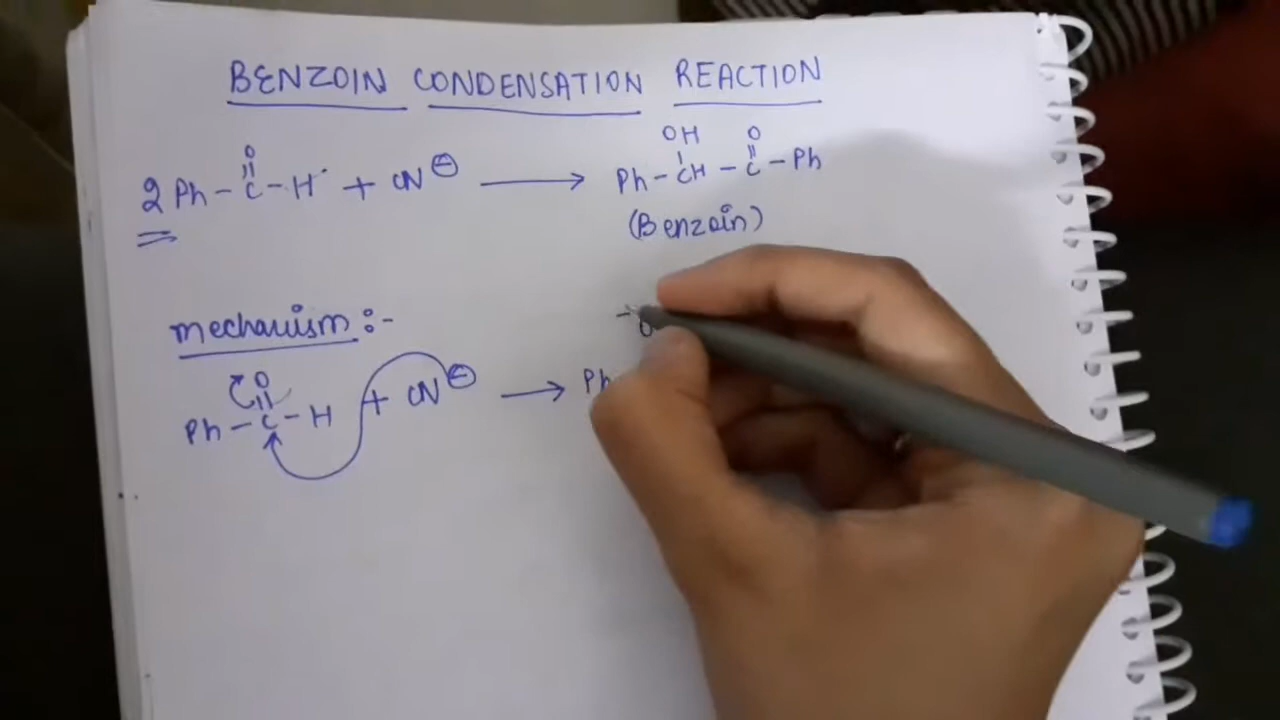 BENZOIN CONDENSATION REACTION
OH O
O ||
|| | 
2 Ph - C - H + CN ⊖ ⟶ Ph - CH - C - Ph
(Benzoin)
mechanism :-
- O
O
||
Ph - C - H + CN ⊖ ⟶ Ph